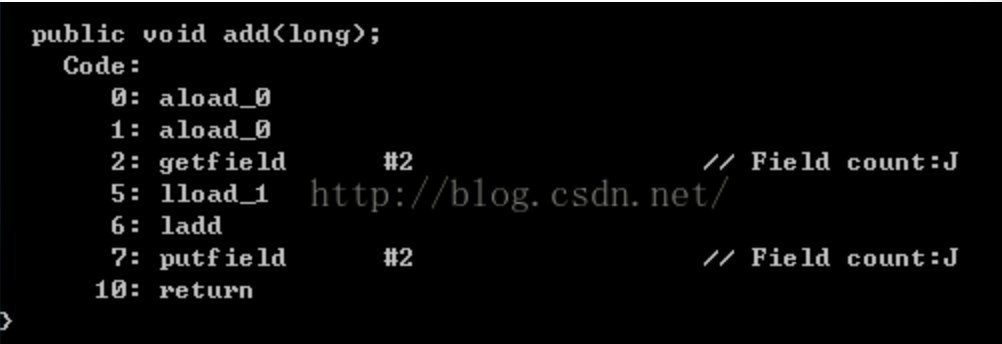 public void add(long);
Code:
0: aload_0
1: aload_0
2: getfield #2 // Field count:J
5: lload_1
http://blog.csdn.net/
6: ladd
7: putfield #2 // Field count:J
10: return
}